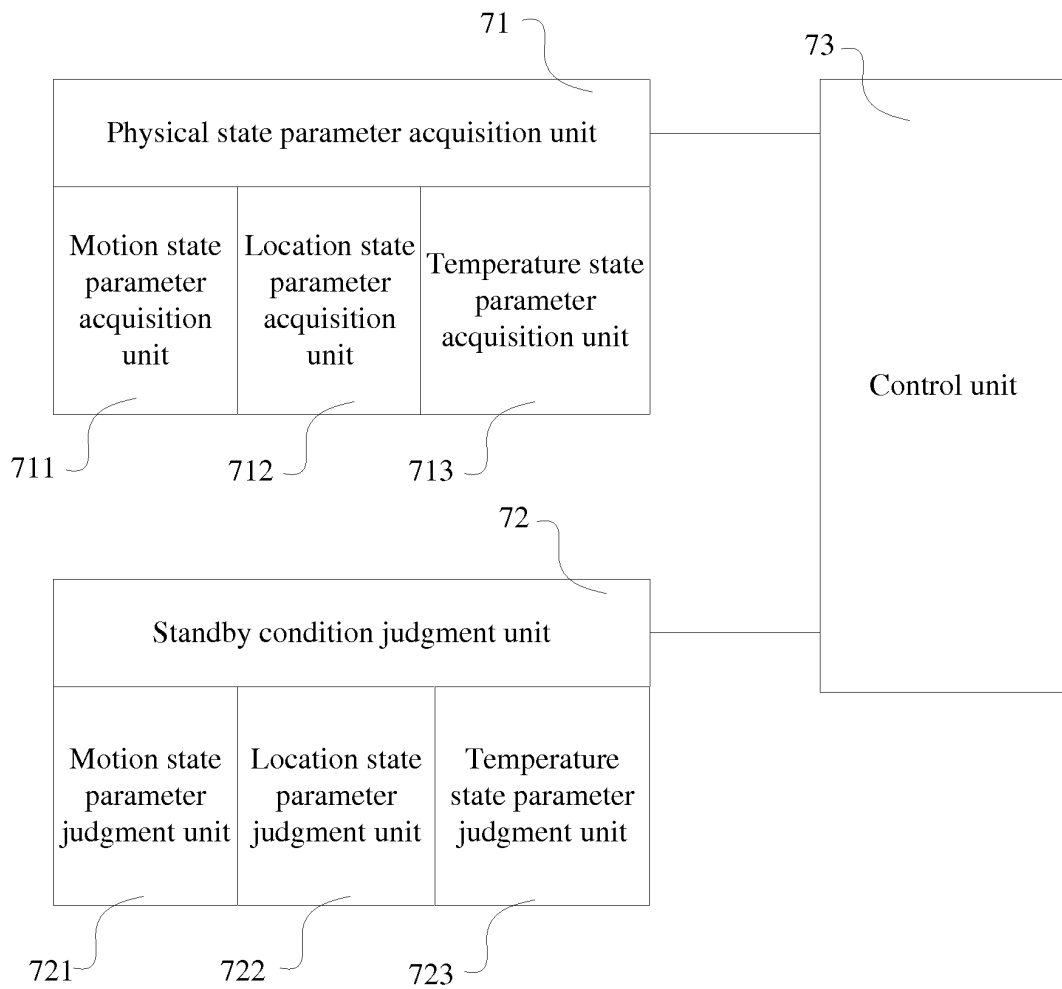 71
73
Physical state parameter acquisition unit
Motion state
parameter
acquisition
unit
Location state
parameter
acquisition
unit
Temperature state
parameter
acquisition unit
Control unit
711
712
713
72
Standby condition judgment unit
Motion state
parameter
judgment unit
Location state
parameter
judgment unit
Temperature
state parameter
judgment unit
721
722
723